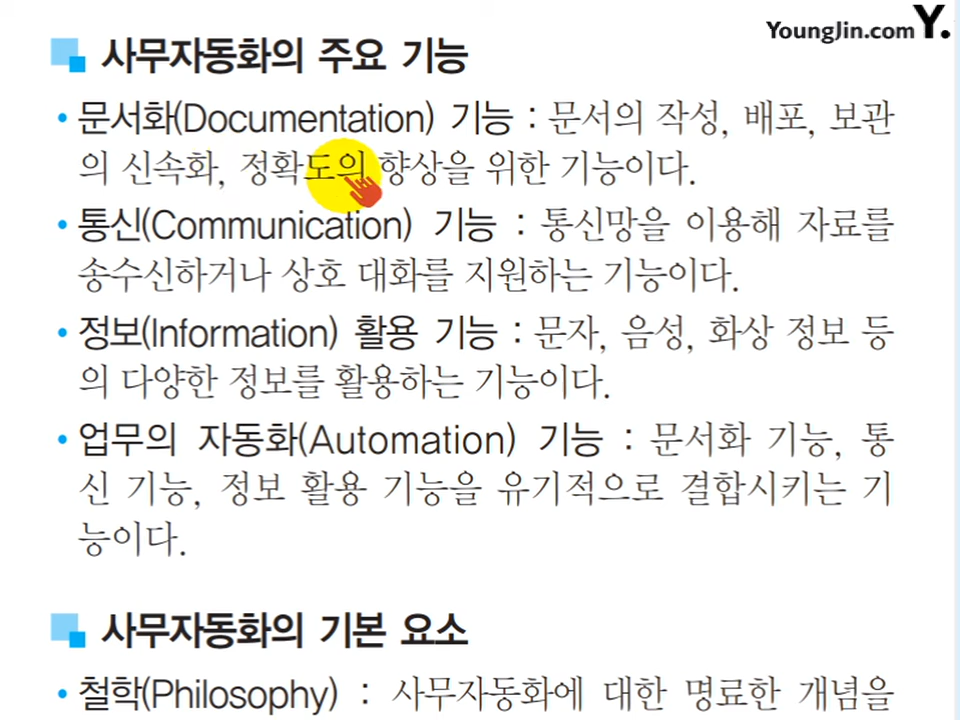 YoungJin.com Y.
사무자동화의 주요 기능
• 문서화(Documentation) 기능 : 문서의 작성, 배포, 보관
의 신속화, 정확도의 향상을 위한 기능이다.
• 통신(Communication) 기능 : 통신망을 이용해 자료를
송수신하거나 상호 대화를 지원하는 기능이다.
• 정보(Information) 활용 기능 : 문자, 음성, 화상 정보 등
의 다양한 정보를 활용하는 기능이다.
• 업무의 자동화(Automation) 기능 : 문서화 기능, 통
신 기능, 정보 활용 기능을 유기적으로 결합시키는 기
능이다.
사무자동화의 기본 요소
• 철학(Philosophy) : 사무자동화에 대한 명료한 개념을